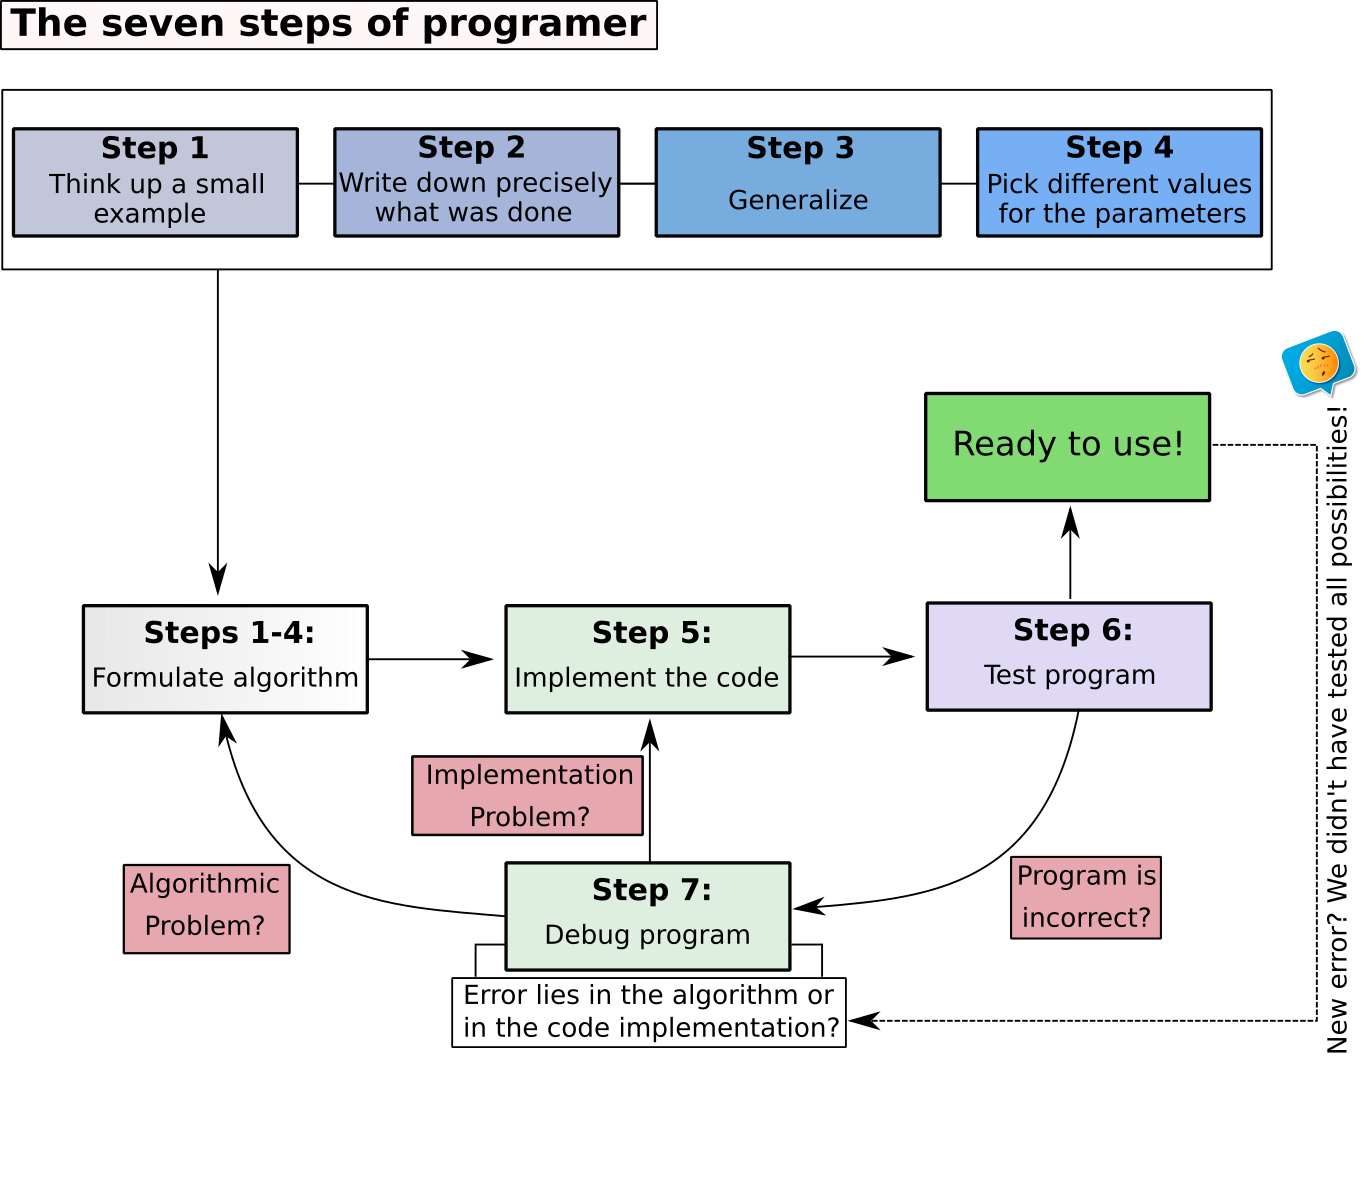 The seven steps of programer
Step 1
Think up a small
example
Step 2
Write down precisely
what was done
Step 3
Generalize
Step 4
Pick different values
for the parameters
Ready to use!
Steps 1-4:
Formulate algorithm
Step 5:
Implement the code
Step 6:
Test program
Implementation
Problem?
Algorithmic
Problem?
Step 7:
Debug program
Program is
incorrect?
Error lies in the algorithm or
in the code implementation?
New error? We didn't have tested all possibilities!